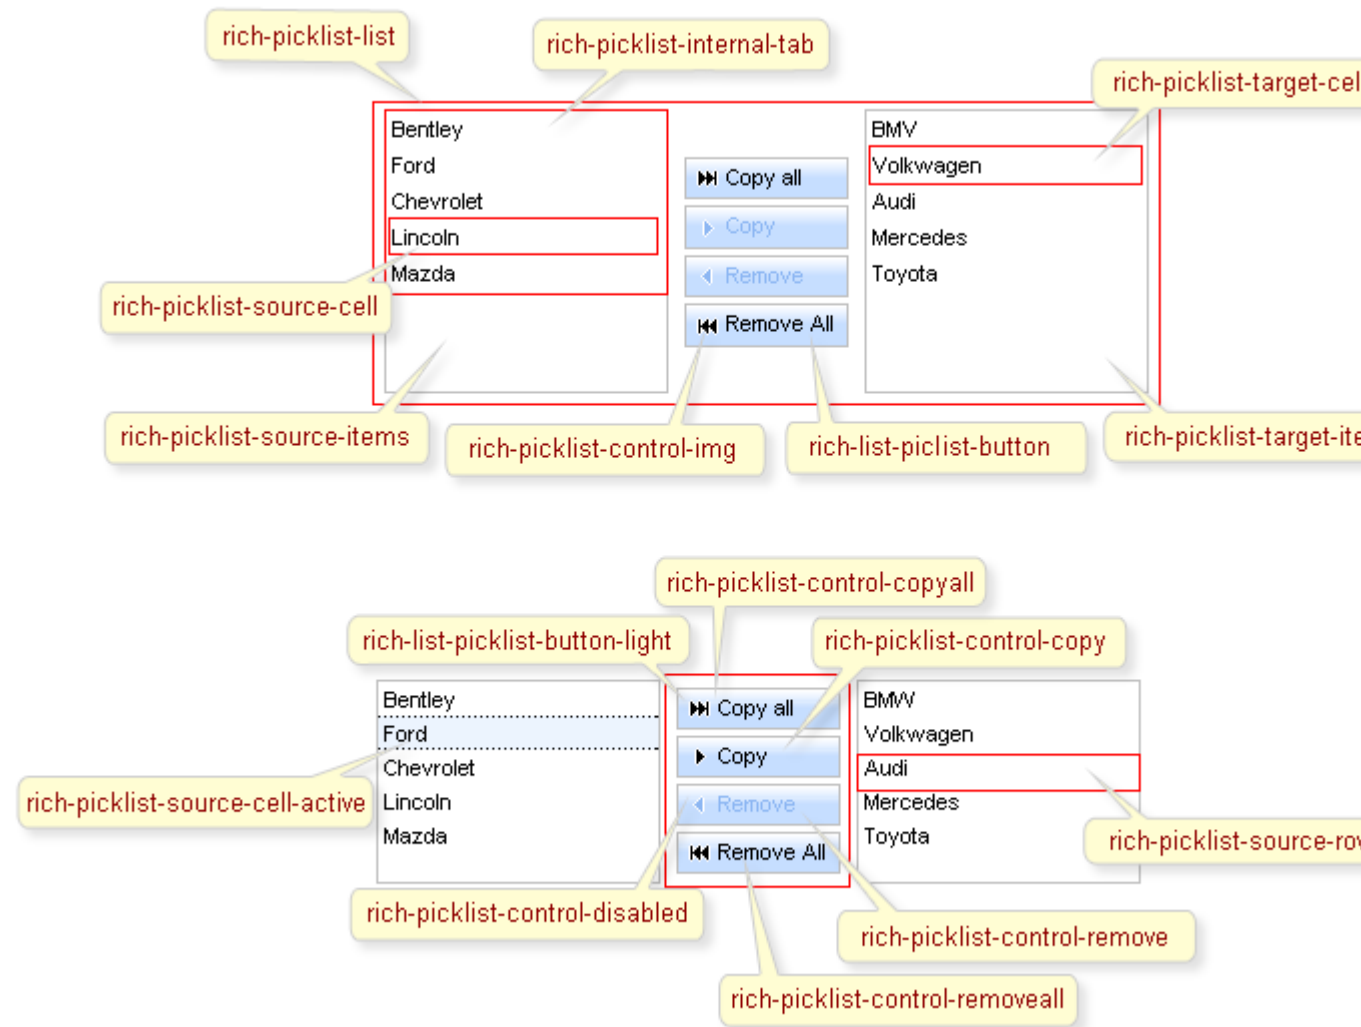 rich-picklist-list
rich-picklist-internal-tab
rich-picklist-target-cel
Bentley
Ford
Chevrolet
Lincoln
Mazda
Copy all
Copy
Remove
Remove All
BMV
Volkwagen
Audi
Mercedes
Toyota
rich-picklist-source-cell
rich-picklist-source-items
rich-picklist-control-img
rich-list-piclist-button
rich-picklist-target-ite
rich-picklist-control-copyall
rich-list-picklist-button-light
rich-picklist-control-copy
Bentley
Ford
Chevrolet
Lincoln
Mazda
Copy all
Copy
Remove
Remove All
BMW
Volkwagen
Audi
Mercedes
Toyota
rich-picklist-source-cell-active
rich-picklist-source-rov
rich-picklist-control-disabled
rich-picklist-control-remove
rich-picklist-control-removeall